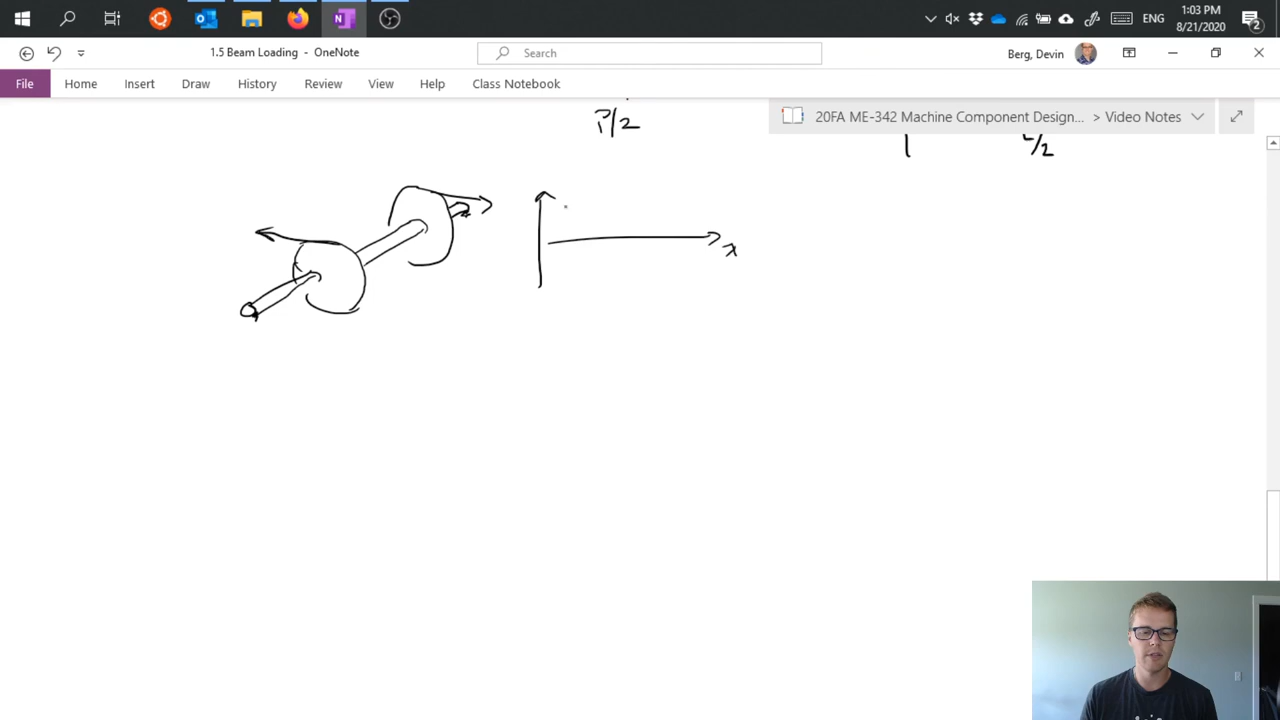 1:03 PM
ENG
8/21/2020
2
1.5 Beam Loading - OneNote
Search
Berg, Devin
File Home Insert Draw History Review View Help Class Notebook
20FA ME-342 Machine Component Design... > Video Notes
P/2
L/2
x